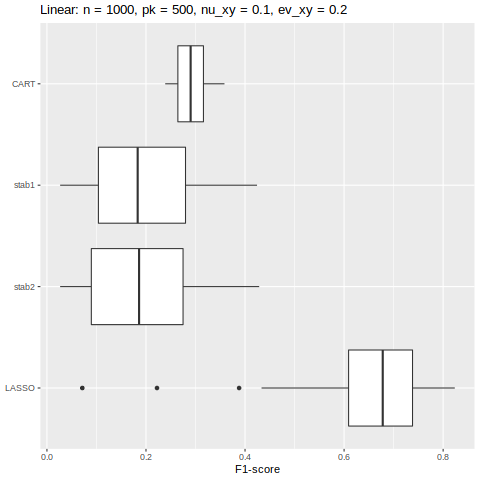 Linear: n = 1000, pk = 500, nu_xy = 0.1, ev_xy = 0.2
CART
stab1
stab2
LASSO
0.0 0.2 0.4 0.6 0.8
F1-score